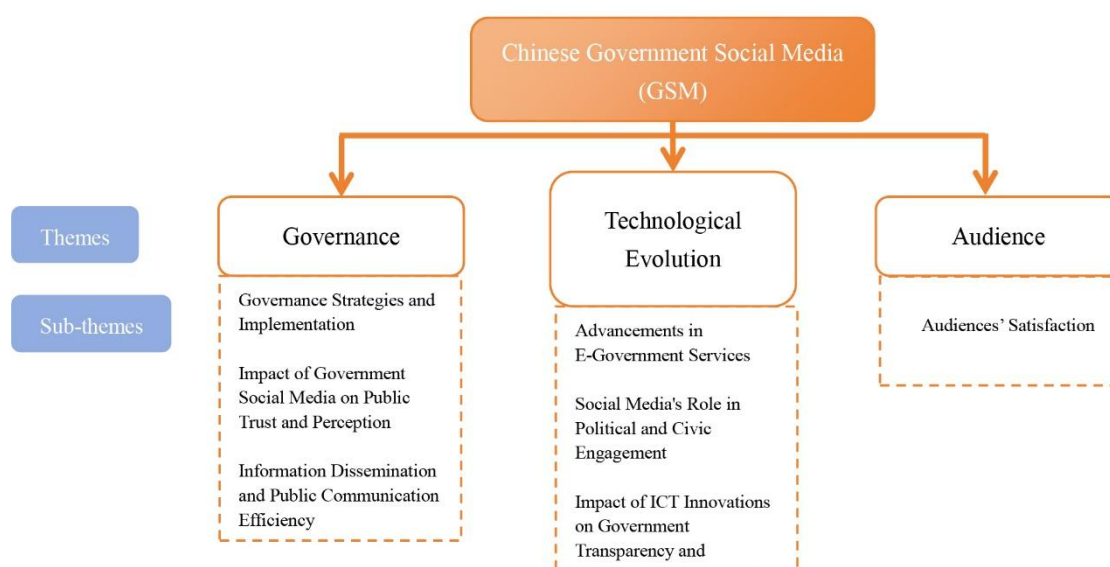 Chinese Government Social Media
(GSM)
Themes
Governance
Technological
Evolution
Audience
Sub-themes
Governance Strategies and
Implementation
Impact of Government
Social Media on Public
Trust and Perception
Information Dissemination
and Public Communication
Efficiency
Advancements in
E-Government Services
Social Media's Role in
Political and Civic
Engagement
Impact of ICT Innovations
on Government
Transparency and
Audiences’ Satisfaction